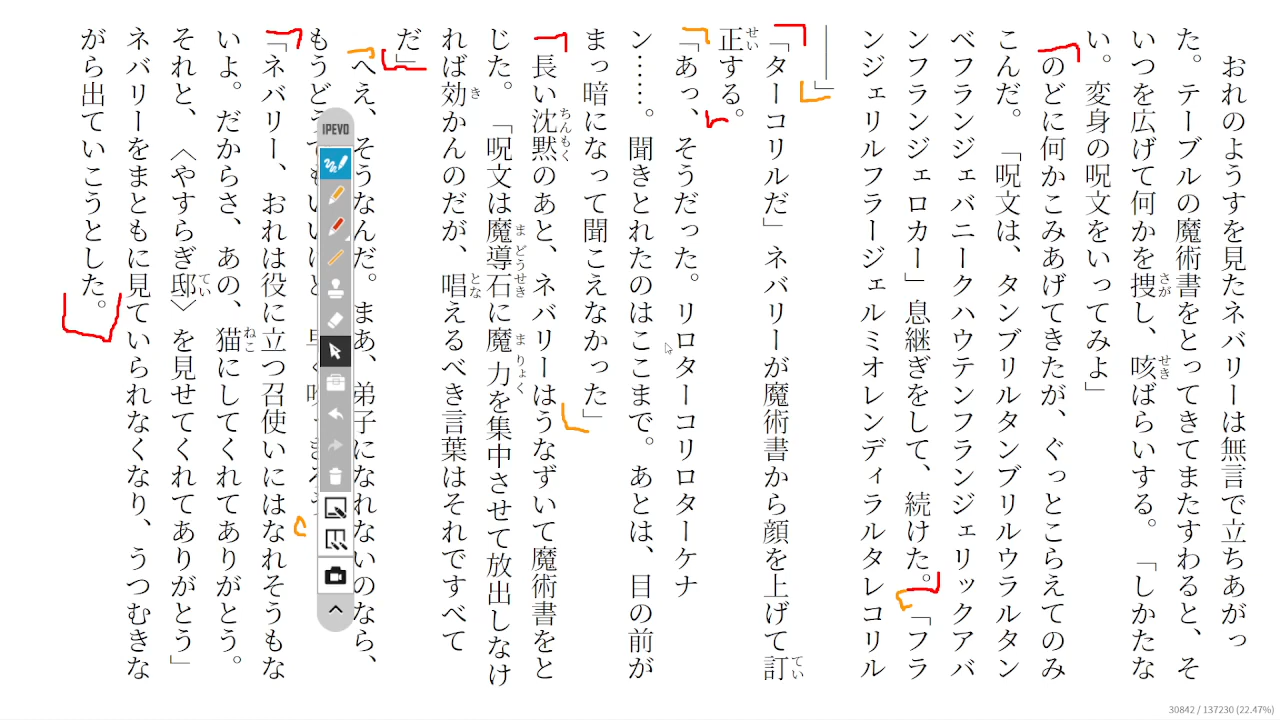 おれのようすを見たネバリーは無言で立ちあがっ
た。テーブルの魔術書をとってきてまたすわると、そ
いつを広げて何かを捜し、咳ばらいする。「しかたな
い。変身の呪文をいってみよ」
のどに何かこみあげてきたが、ぐっとこらえてのみ
こんだ。「呪文は、タンブリルタンブリルウラルタン
ベフランジェバニークハウテンフランジェリックアバ
ンフランジェロカー」息継ぎをして、続けた。「フラ
ンジェリルフラージェルミオレンディラルタレコリル
――」
「ターコリルだ」ネバリーが魔術書から顔を上げて訂
正する。
「あっ、そうだった。リロターコリロターケナ
ン……。聞きとれたのはここまで。あとは、目の前が
まっ暗になって聞こえなかった」
「長い沈黙のあと、ネバリーはうなずいて魔術書をと
じた。「呪文は魔導石に魔力を集中させて放出しなけ
れば効かんのだが、唱えるべき言葉はそれですべて
だ」
「へえ、そうなんだ。まあ、弟子になれないのなら、
もうど
「ネバリー、おれは役に立つ召使いにはなれそうもな
いよ。だからさ、あの、猫にしてくれてありがとう。
それと、〈やすらぎ邸〉を見せてくれてありがとう」
ネバリーをまともに見ていられなくなり、うつむきな
がら出ていこうとした。
IPEVO
30842 / 137230 (22.47%)